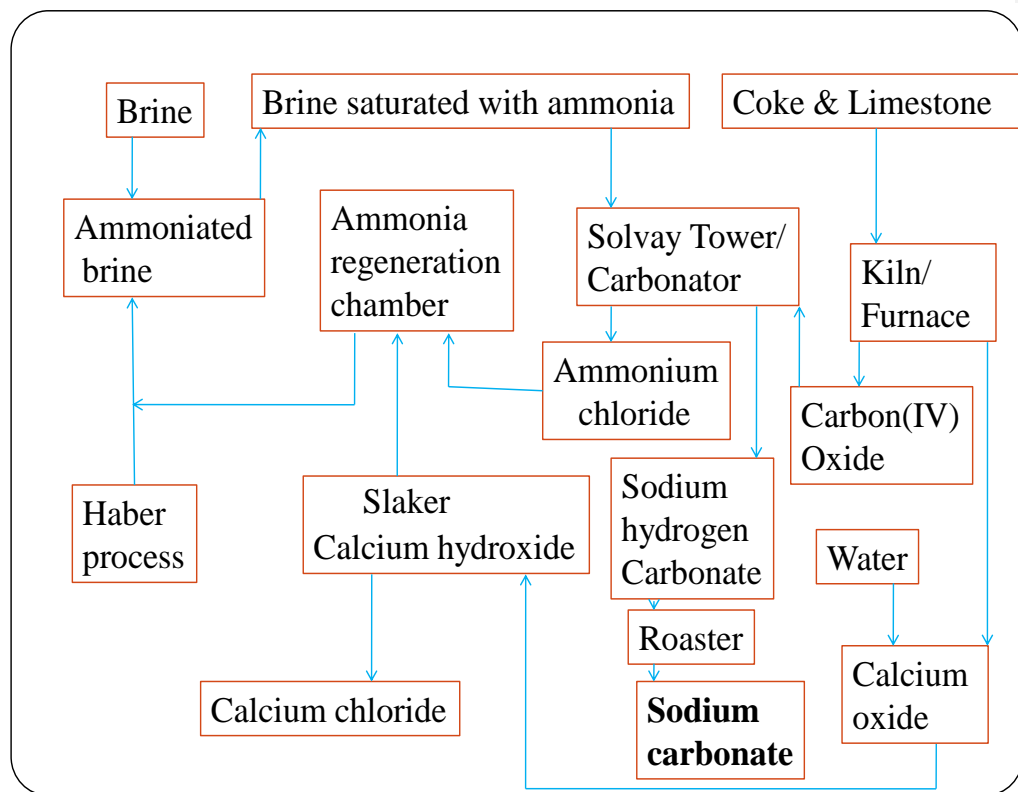 Brine
Brine saturated with ammonia
Coke & Limestone
Ammoniated
brine
Ammonia
regeneration
chamber
Solvay Tower/
Carbonator
Kiln/
Furnace
Ammonium
chloride
Carbon(IV)
Oxide
Haber
process
Slaker
Calcium hydroxide
Sodium
hydrogen
Carbonate
Water
Roaster
Calcium chloride
Sodium
carbonate
Calcium
oxide